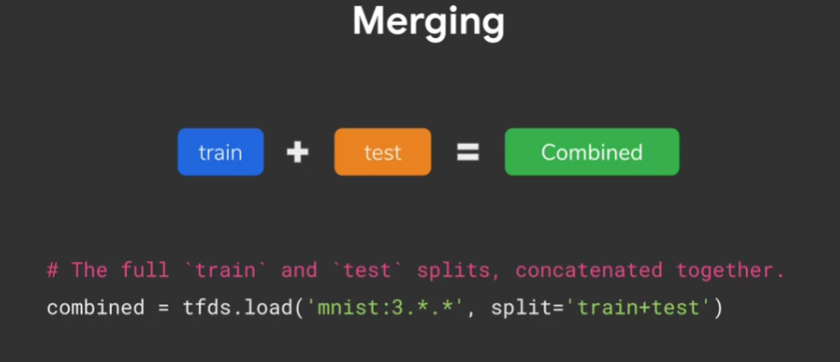 Merging
train + test = Combined
# The full `train` and `test` splits, concatenated together.
combined = tfds.load('mnist:3.*.*', split='train+test')